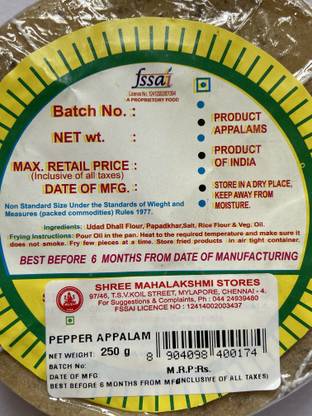 fssai
License No. 12412002007304
A PROPRIETORY FOOD
Batch No. :
NET wt. :
MAX. RETAIL PRICE :
(Inclusive of all taxes)
DATE OF MFG. :
PRODUCT
APPALAMS
PRODUCT
OF INDIA
STORE IN A DRY PLACE,
KEEP AWAY FROM
MOISTURE.
Non Standard Size Under the Standards of Wieght and
Measures (packed commodities) Rules 1977.
Ingredients: Udad Dhall Flour, Papadkhar,Salt, Rice Flour & Veg. Oil.
Frying Instructions: Pour Oil in the pan. Heat to the required temperature and make sure it
does not smoke. Fry few pieces at a time. Store fried products in air tight container.
BEST BEFORE 6 MONTHS FROM DATE OF MANUFACTURING
SHREE MAHALAKSHMI STORES
97/46, T.S.V.KOIL STREET, MYLAPORE, CHENNAI - 4.
For Suggestions & Complaints, Ph : 044 24939480
FSSAI LICENCE NO : 12414002003437
PEPPER APPALAM
NET WEIGHT: 250 g
BATCH No:
DATE OF MFG
BEST BEFORE 6 MONTHS FROM MFG
8 904098 400174
M.R.P:Rs.
(INCLUSIVE OF ALL TAXES)